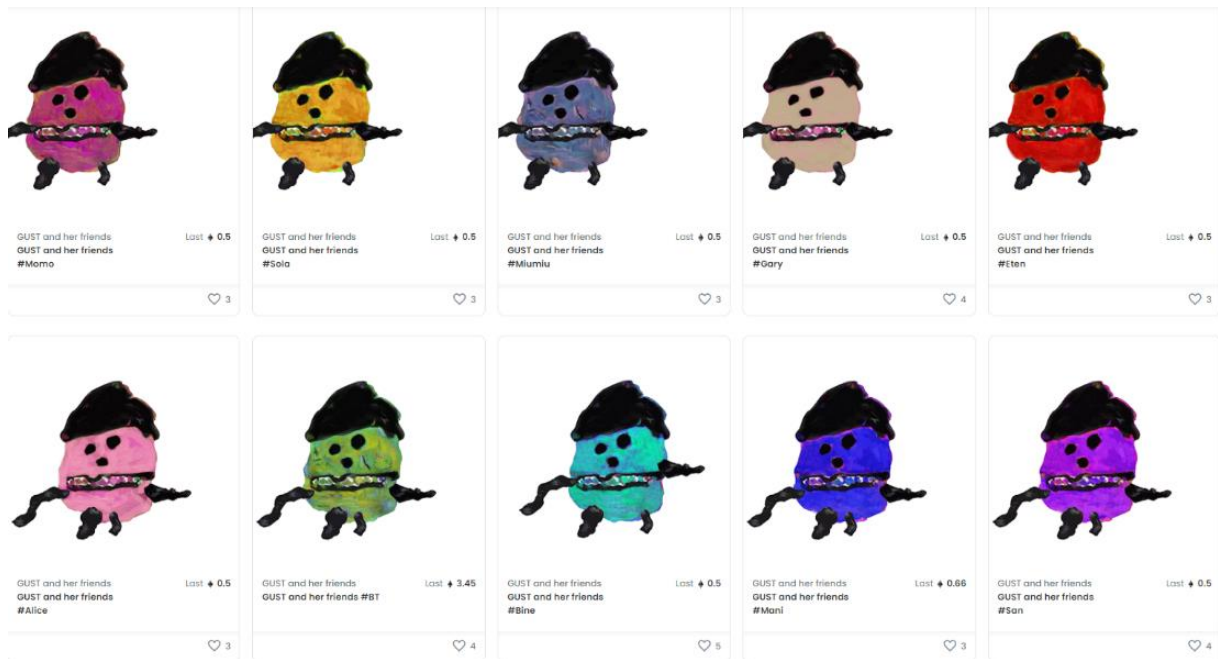 GUST and her friends Last 0.5
GUST and her friends
#Momo
3
GUST and her friends Last 0.5
GUST and her friends
#Sola
3
GUST and her friends Last 0.5
GUST and her friends
#Miumiu
3
GUST and her friends Last 0.5
GUST and her friends
#Gary
4
GUST and her friends Last 0.5
GUST and her friends
#Eten
3
GUST and her friends Last 0.5
GUST and her friends
#Alice
3
GUST and her friends Last 3.45
GUST and her friends #BT
4
GUST and her friends Last 0.5
GUST and her friends
#Bine
5
GUST and her friends Last 0.66
GUST and her friends
#Mani
3
GUST and her friends Last 0.5
GUST and her friends
#San
4